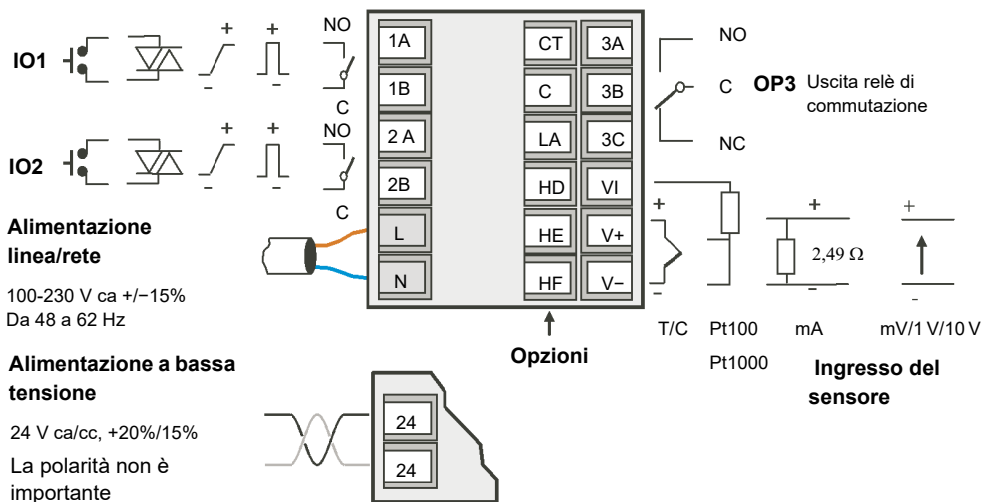 IO1
+
−
+
−
NO
C
IO2
+
−
+
−
NO
C
Alimentazione
linea/rete
100-230 V ca +/−15%
Da 48 a 62 Hz
Alimentazione a bassa
tensione
24 V ca/cc, +20%/15%
La polarità non è
importante
1A
1B
2 A
2B
L
N
CT
C
LA
HD
HE
HF
3A
3B
3C
VI
V+
V−
Opzioni
24
24
NO
C
NC
OP3 Uscita relè di
commutazione
+
−
T/C
Pt100
Pt1000
+
2,49 Ω
−
mA
+
-
mV/1 V/10 V
Ingresso del
sensore